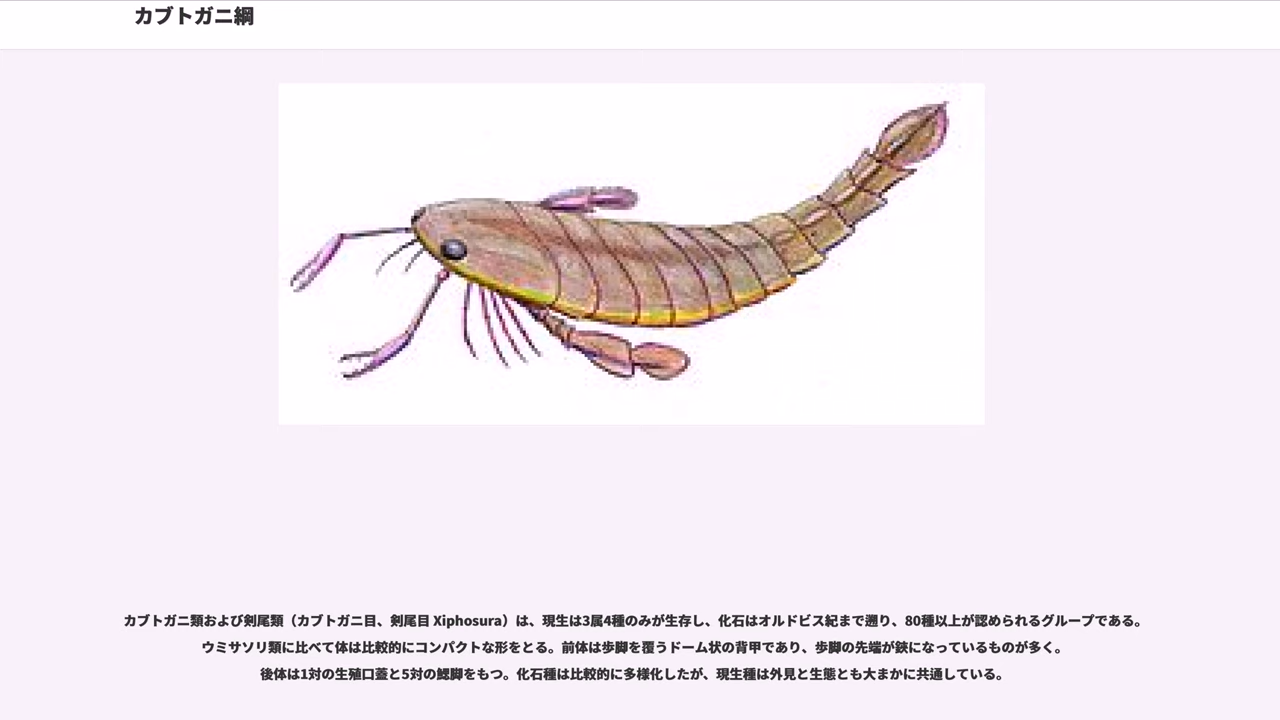 カブトガニ綱
カブトガニ類および剣尾類（カブトガニ目、剣尾目 Xiphosura）は、現生は3属4種のみが生存し、化石はオルドビス紀まで遡り、80種以上が認められるグループである。
ウミサソリ類に比べて体は比較的にコンパクトな形をとる。前体は歩脚を覆うドーム状の背甲であり、歩脚の先端が鋏になっているものが多く。
後体は1対の生殖口蓋と5対の鰓脚をもつ。化石種は比較的に多様化したが、現生種は外見と生態とも大まかに共通している。